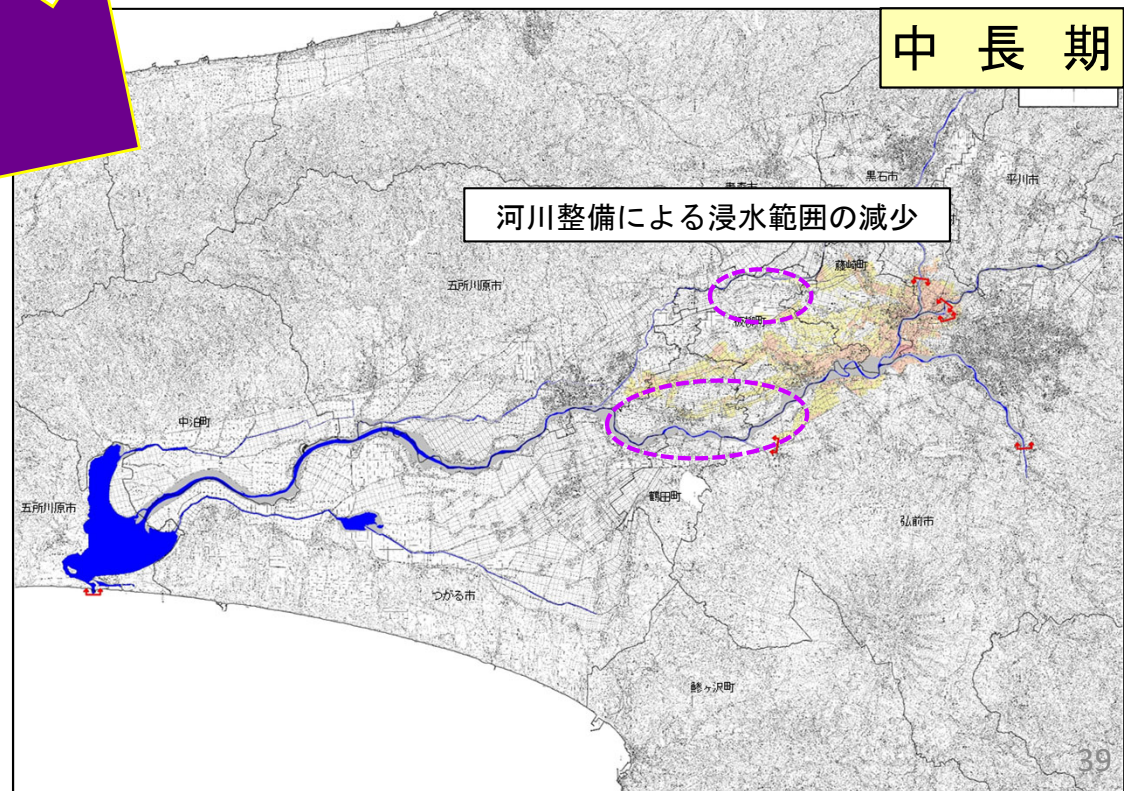 中 長 期
黒石市
平川市
河川整備による浸水範囲の減少
藤崎町
五所川原市
板柳町
中泊町
鶴田町
五所川原市
弘前市
つがる市
鰺ヶ沢町
39